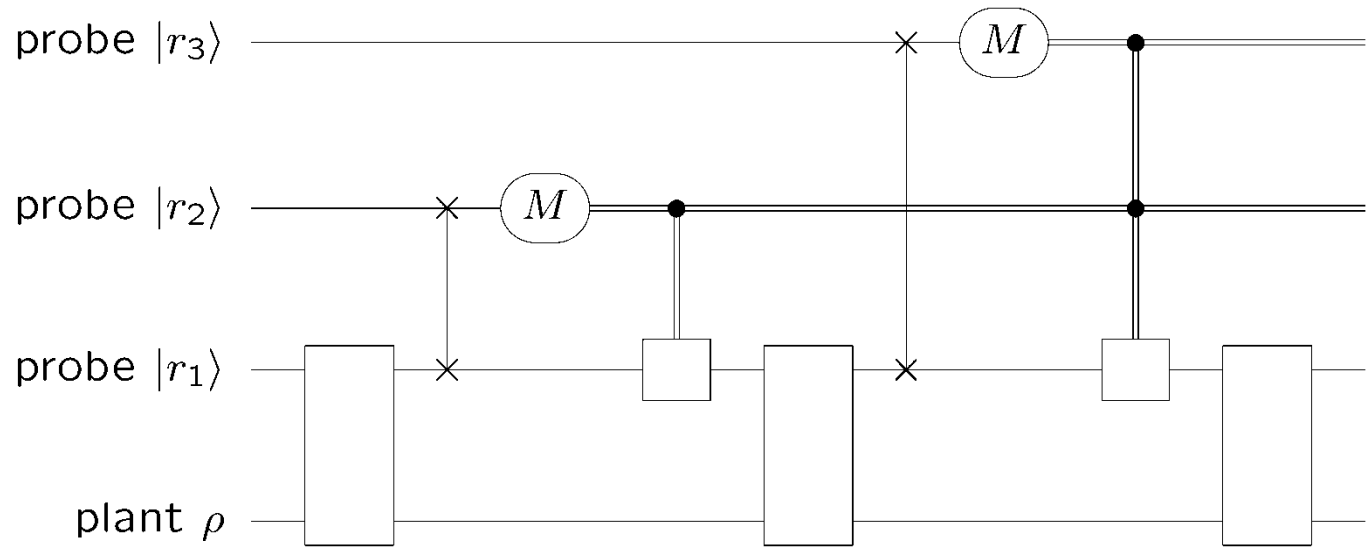 probe |r₃⟩ M
probe |r₂⟩ M
probe |r₁⟩
plant ρ